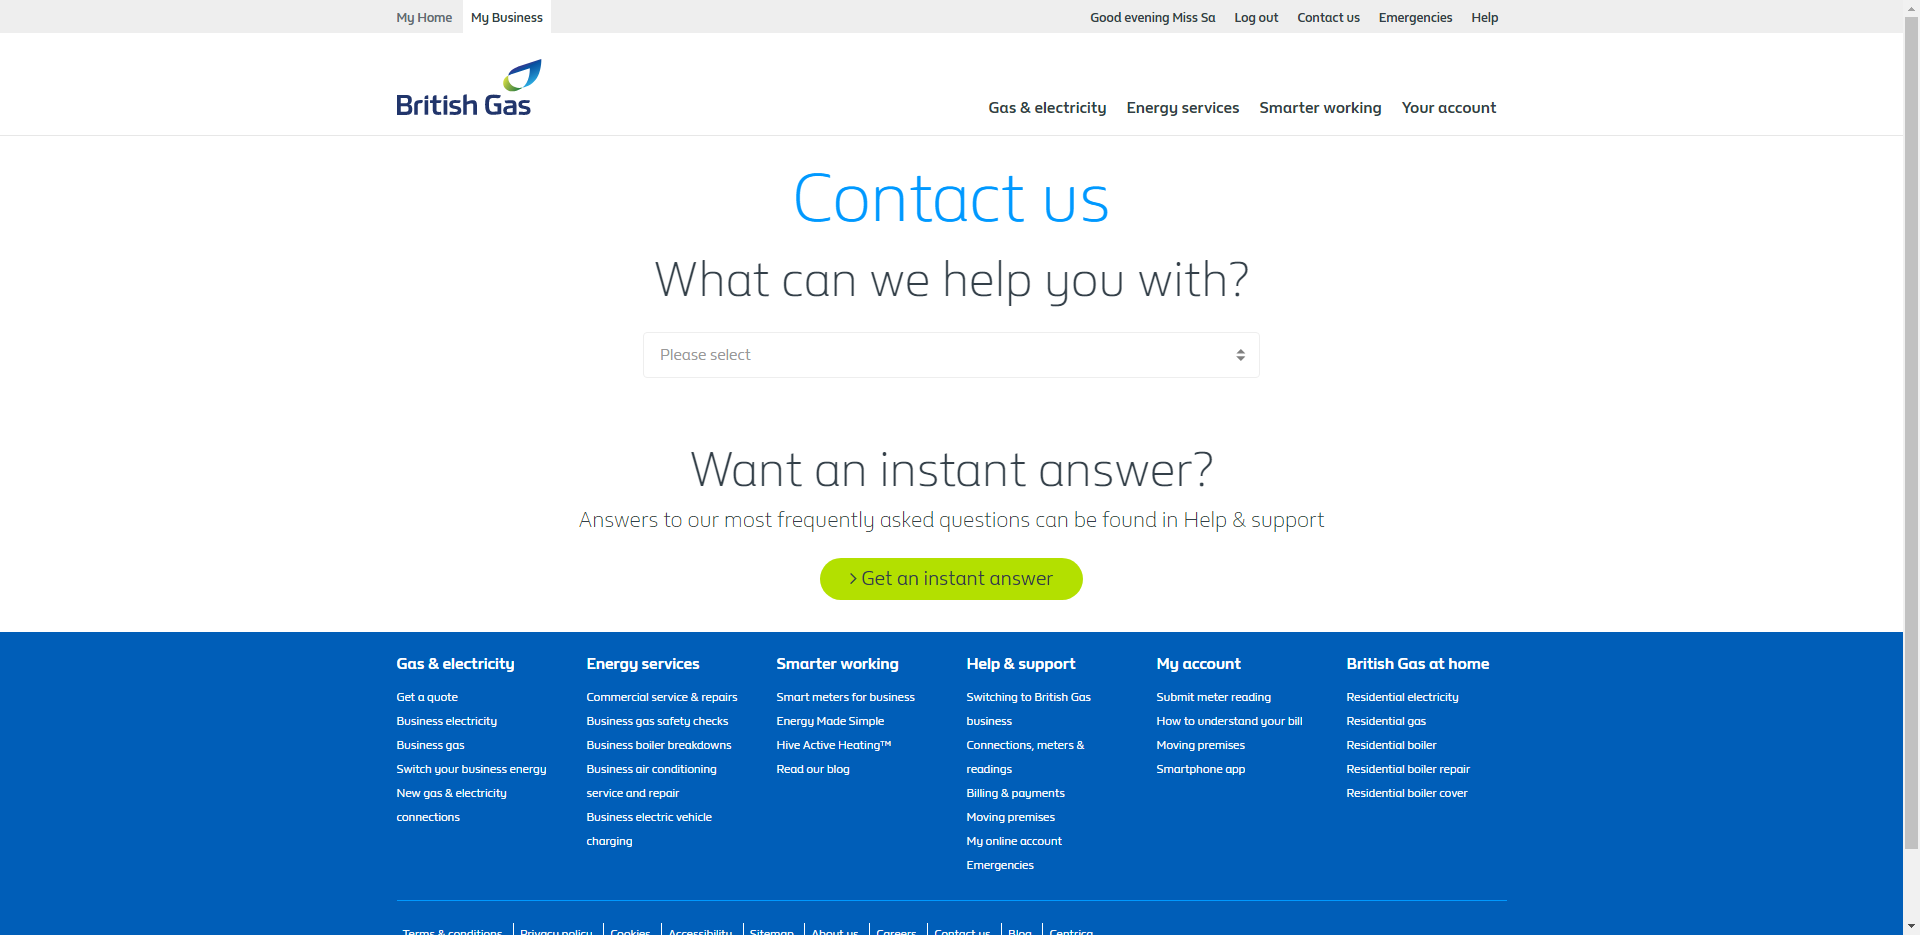 My Home My Business Good evening Miss Sa Log out Contact us Emergencies Help
British Gas
Gas & electricity Energy services Smarter working Your account
Contact us
What can we help you with?
Please select
Want an instant answer?
Answers to our most frequently asked questions can be found in Help & support
> Get an instant answer
Gas & electricity
Get a quote
Business electricity
Business gas
Switch your business energy
New gas & electricity
connections
Energy services
Commercial service & repairs
Business gas safety checks
Business boiler breakdowns
Business air conditioning
service and repair
Business electric vehicle
charging
Smarter working
Smart meters for business
Energy Made Simple
Hive Active Heating™
Read our blog
Help & support
Switching to British Gas
business
Connections, meters &
readings
Billing & payments
Moving premises
My online account
Emergencies
My account
Submit meter reading
How to understand your bill
Moving premises
Smartphone app
British Gas at home
Residential electricity
Residential gas
Residential boiler
Residential boiler repair
Residential boiler cover
Terms & conditions Privacy policy Cookies Accessibility Sitemap About us Careers Contact us Blog Centrica